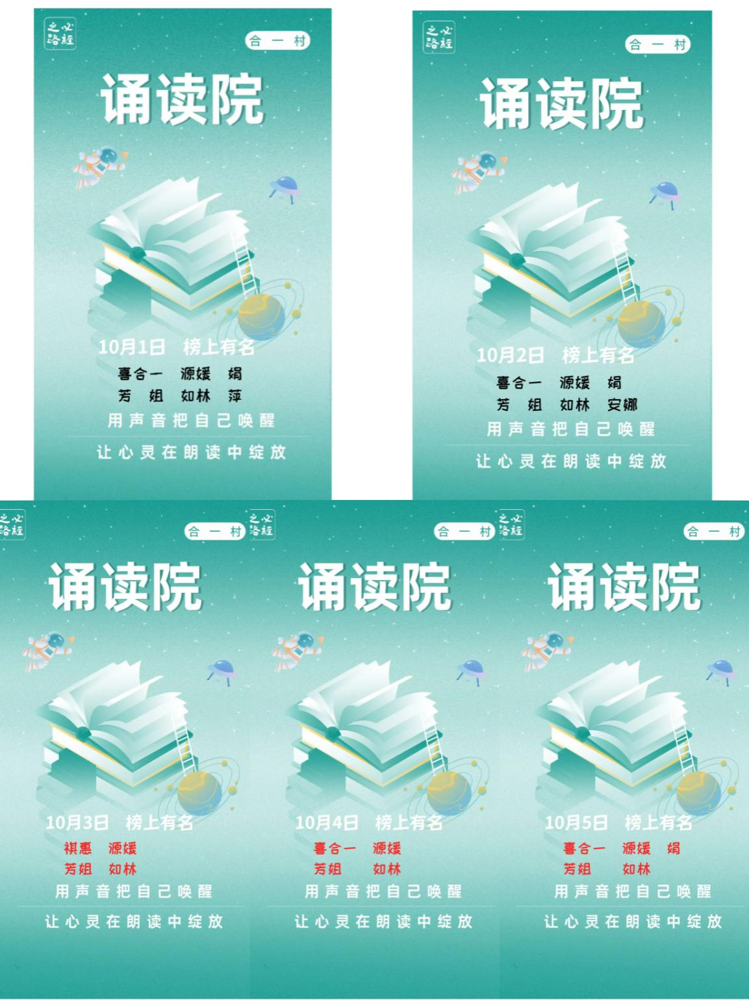 之必
路經
合一村
诵读院
10月1日 榜上有名
喜合一 源媛 娟
芳姐 如林 萍
用声音把自己唤醒
让心灵在朗读中绽放
之必
路經
合一村
诵读院
10月2日 榜上有名
喜合一 源媛 娟
芳姐 如林 安娜
用声音把自己唤醒
让心灵在朗读中绽放
之必
路經
合一村
诵读院
10月3日 榜上有名
祺惠 源媛
芳姐 如林
用声音把自己唤醒
让心灵在朗读中绽放
之必
路經
合一村
诵读院
10月4日 榜上有名
喜合一 源媛
芳姐 如林
用声音把自己唤醒
让心灵在朗读中绽放
之必
路經
合一村
诵读院
10月5日 榜上有名
喜合一 源媛 娟
芳姐 如林
用声音把自己唤醒
让心灵在朗读中绽放